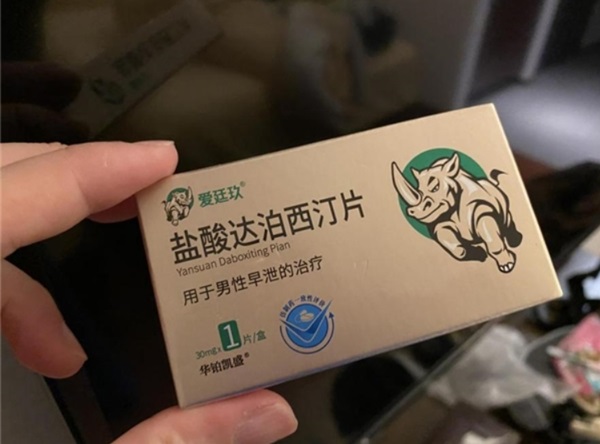 爱廷玖®
盐酸达泊西汀片
Yansuan Daboxiting Pian
用于男性早泄的治疗
30mg x 1片/盒
华铂凯盛®